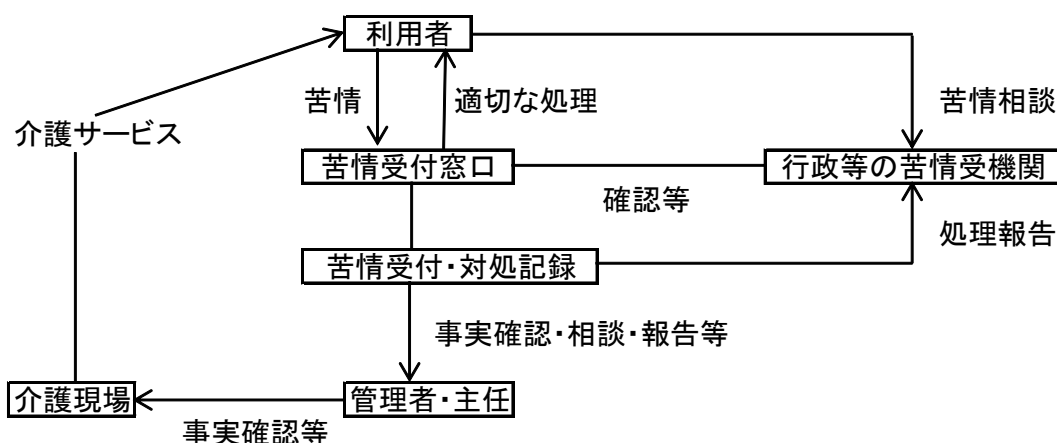 利用者
苦情
適切な処理
苦情相談
介護サービス
苦情受付窓口
行政等の苦情受機関
確認等
処理報告
苦情受付・対処記録
事実確認・相談・報告等
介護現場
管理者・主任
事実確認等